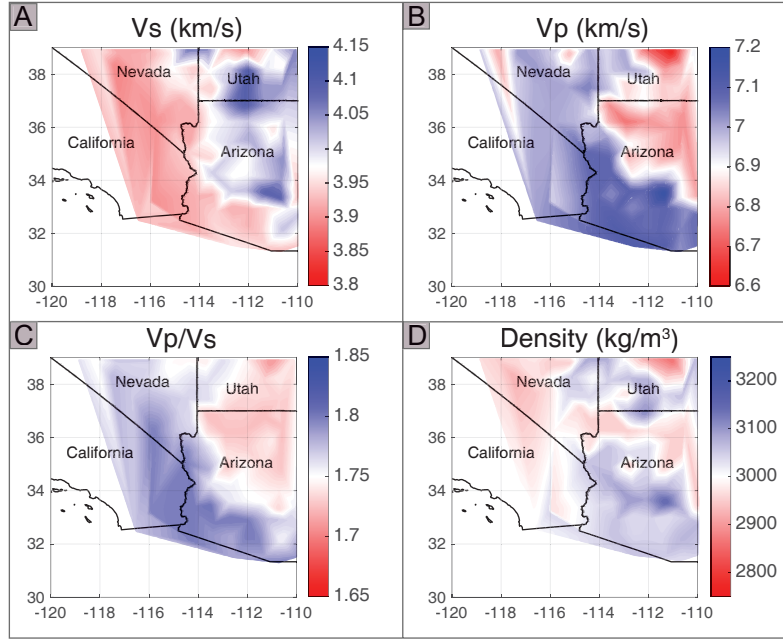 A
Vs (km/s)
38
36
34
32
30
-120
-118
-116
-114
-112
-110
Nevada
Utah
California
Arizona
4.15
4.1
4.05
4
3.95
3.9
3.85
3.8
B
Vp (km/s)
38
36
34
32
30
-120
-118
-116
-114
-112
-110
Nevada
Utah
California
Arizona
7.2
7.1
7
6.9
6.8
6.7
6.6
C
Vp/Vs
38
36
34
32
30
-120
-118
-116
-114
-112
-110
Nevada
Utah
California
Arizona
1.85
1.8
1.75
1.7
1.65
D
Density (kg/m³)
38
36
34
32
30
-120
-118
-116
-114
-112
-110
Nevada
Utah
California
Arizona
3200
3100
3000
2900
2800